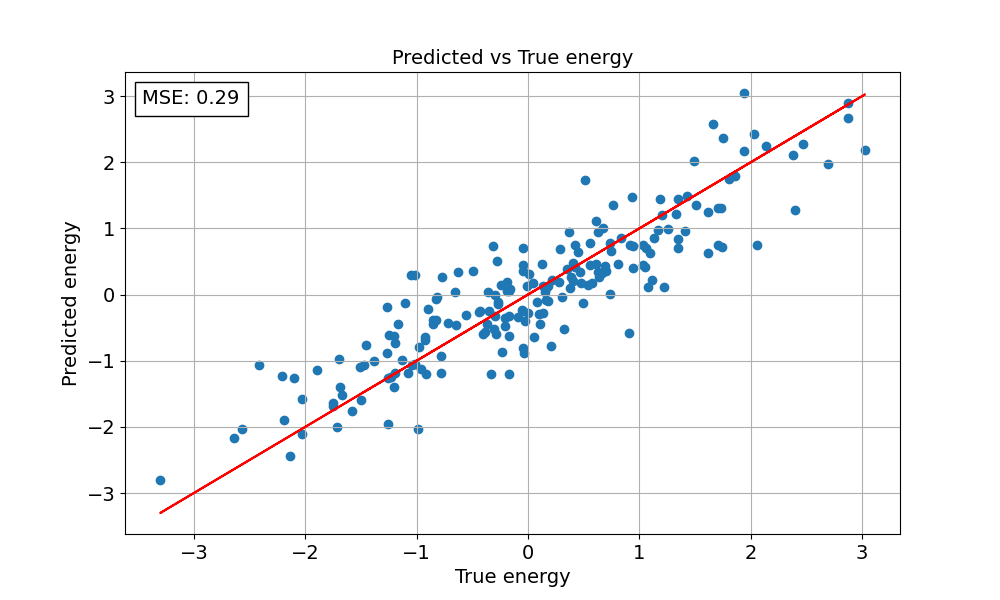 Predicted vs True energy
MSE: 0.29
Predicted energy
3
2
1
0
−1
−2
−3
−3 −2 −1 0 1 2 3
True energy